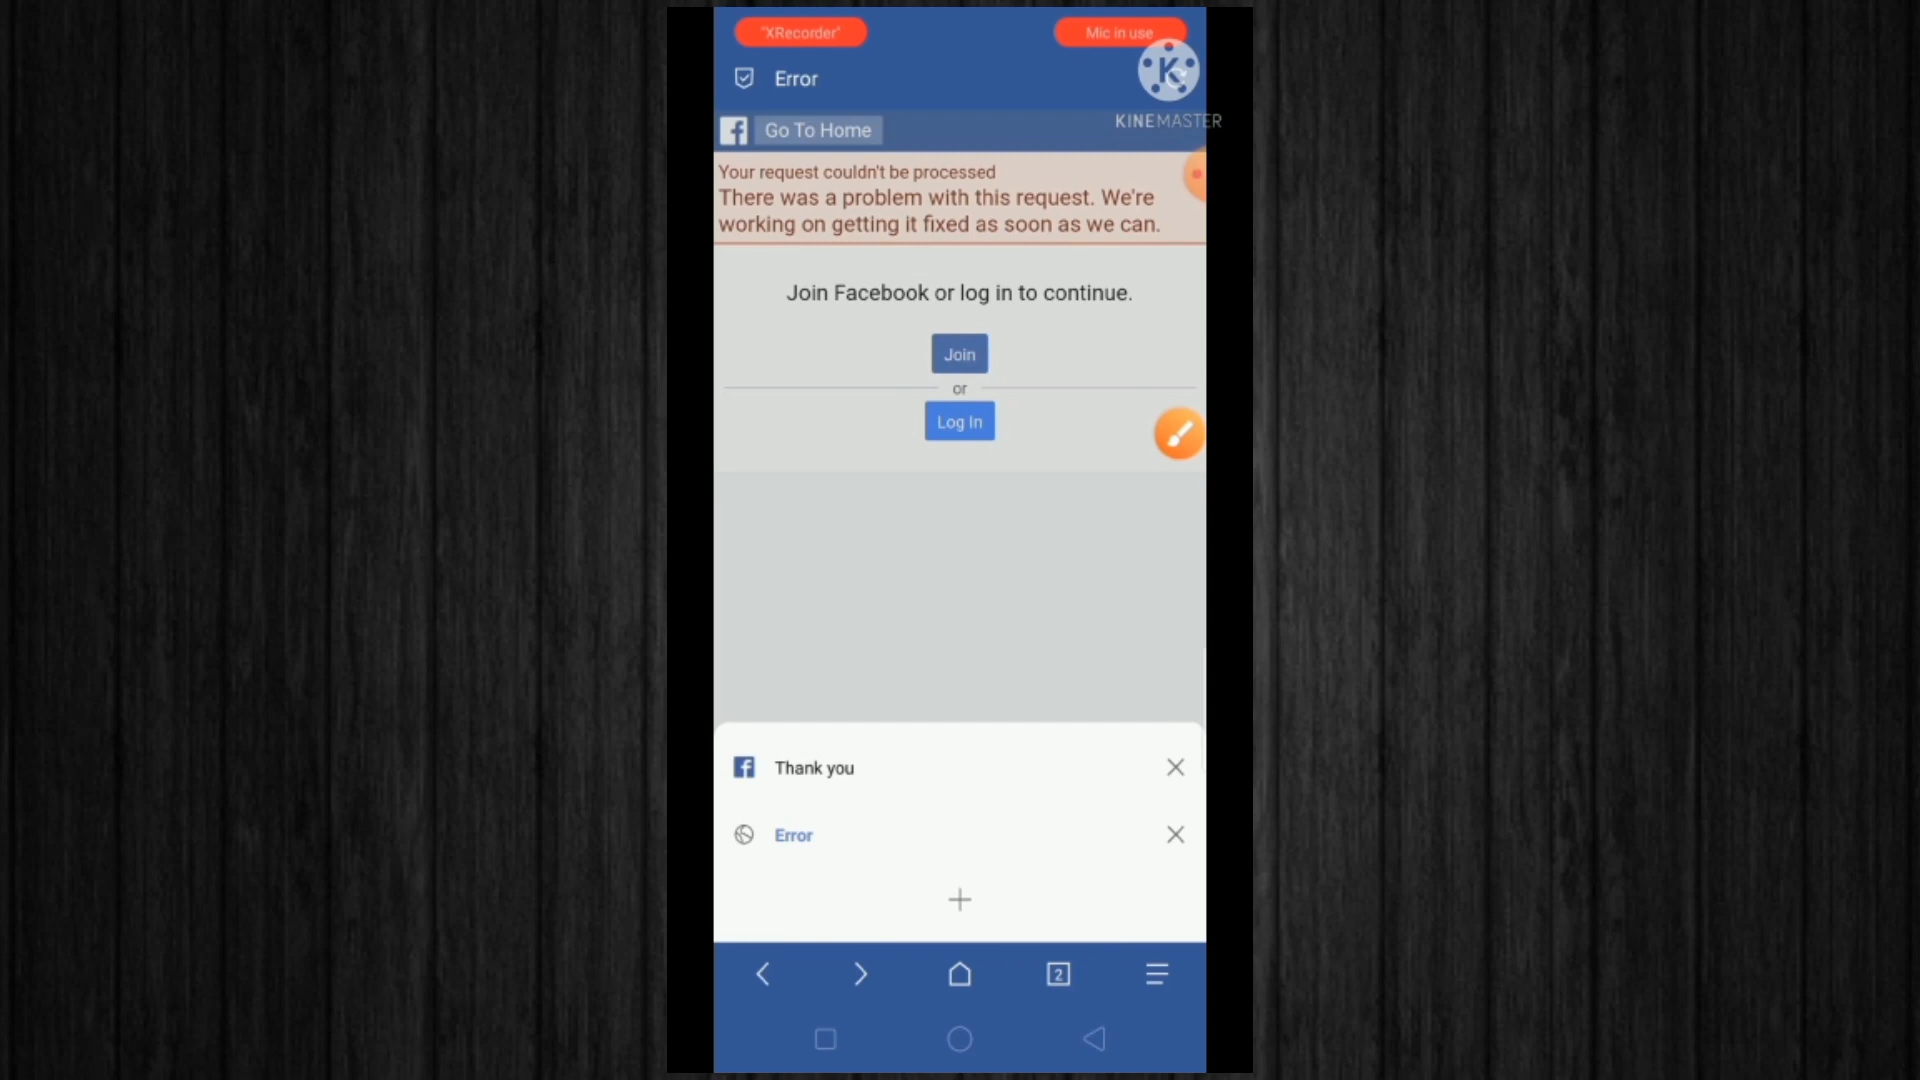 "XRecorder"
Mic in use
Error
K
KINEMASTER
f Go To Home
Your request couldn't be processed
There was a problem with this request. We're
working on getting it fixed as soon as we can.
Join Facebook or log in to continue.
Join
or
Log In
f Thank you
Error
2